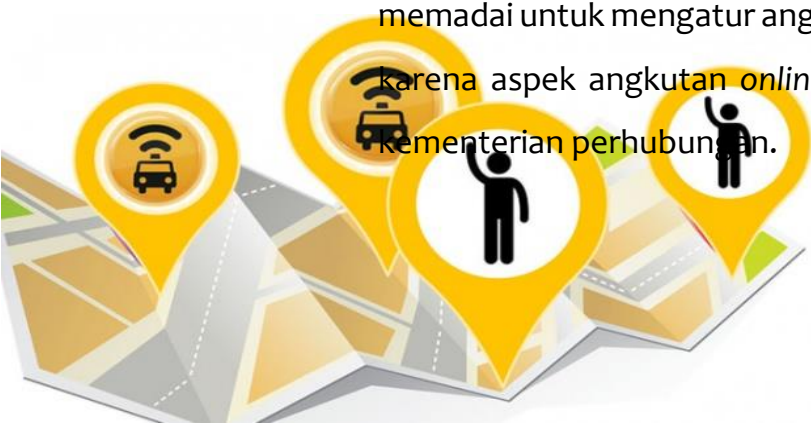 memadai untuk mengatur ang
karena aspek angkutan onlin
kementerian perhubungan.